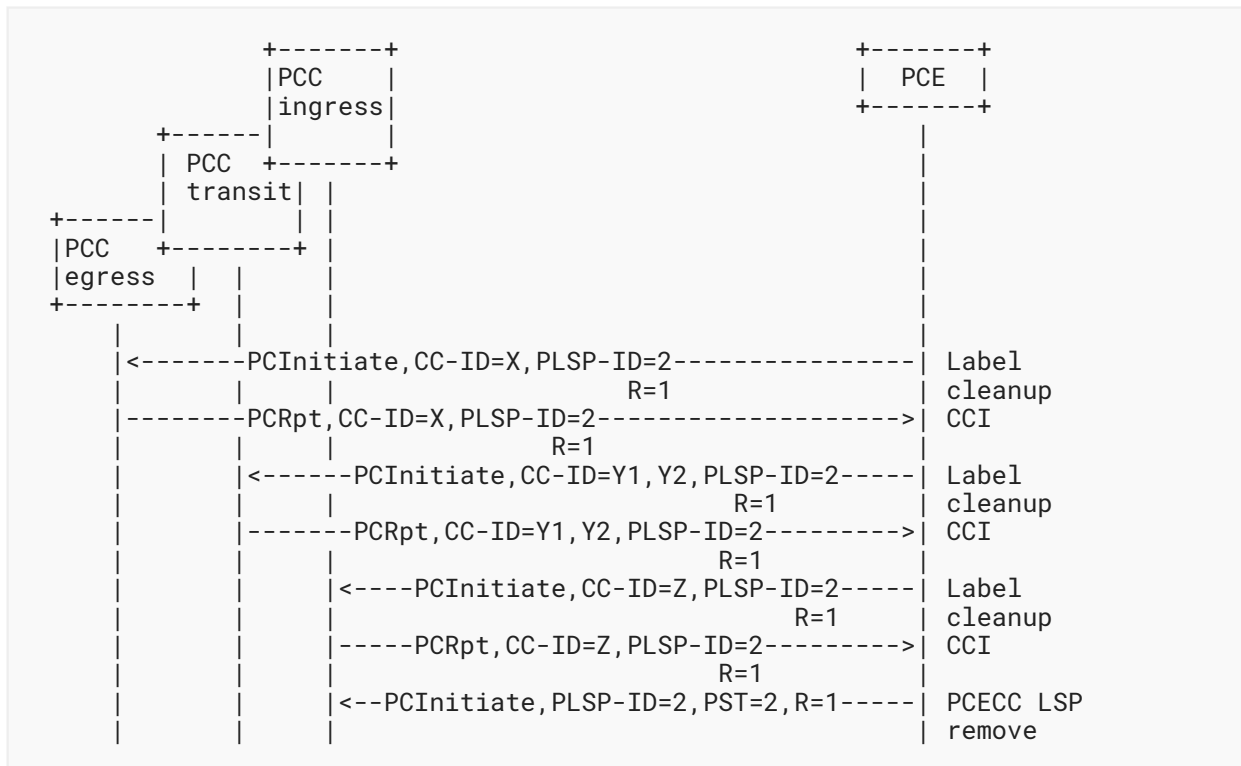 +-------+                              +-------+
                |PCC    |                              |  PCE  |
                |ingress|                              +-------+
         +------|       |                                  |
         | PCC  +-------+                                  |
         | transit| |                                      |
  +------|        | |                                      |
  |PCC   +--------+ |                                      |
  |egress  |  |     |                                      |
  +--------+  |     |                                      |
      |       |     |                                      |
      |<-------PCInitiate,CC-ID=X,PLSP-ID=2----------------| Label
      |       |     |                   R=1                | cleanup
      |--------PCRpt,CC-ID=X,PLSP-ID=2-------------------->| CCI
      |       |     |              R=1                     |
      |       |<------PCInitiate,CC-ID=Y1,Y2,PLSP-ID=2-----| Label
      |       |     |                          R=1         | cleanup
      |       |-------PCRpt,CC-ID=Y1,Y2,PLSP-ID=2--------->| CCI
      |       |     |                         R=1          |
      |       |     |<----PCInitiate,CC-ID=Z,PLSP-ID=2-----| Label
      |       |     |                              R=1     | cleanup
      |       |     |-----PCRpt,CC-ID=Z,PLSP-ID=2--------->| CCI
      |       |     |                         R=1          |
      |       |     |<--PCInitiate,PLSP-ID=2,PST=2,R=1-----| PCECC LSP
      |       |     |                                      | remove